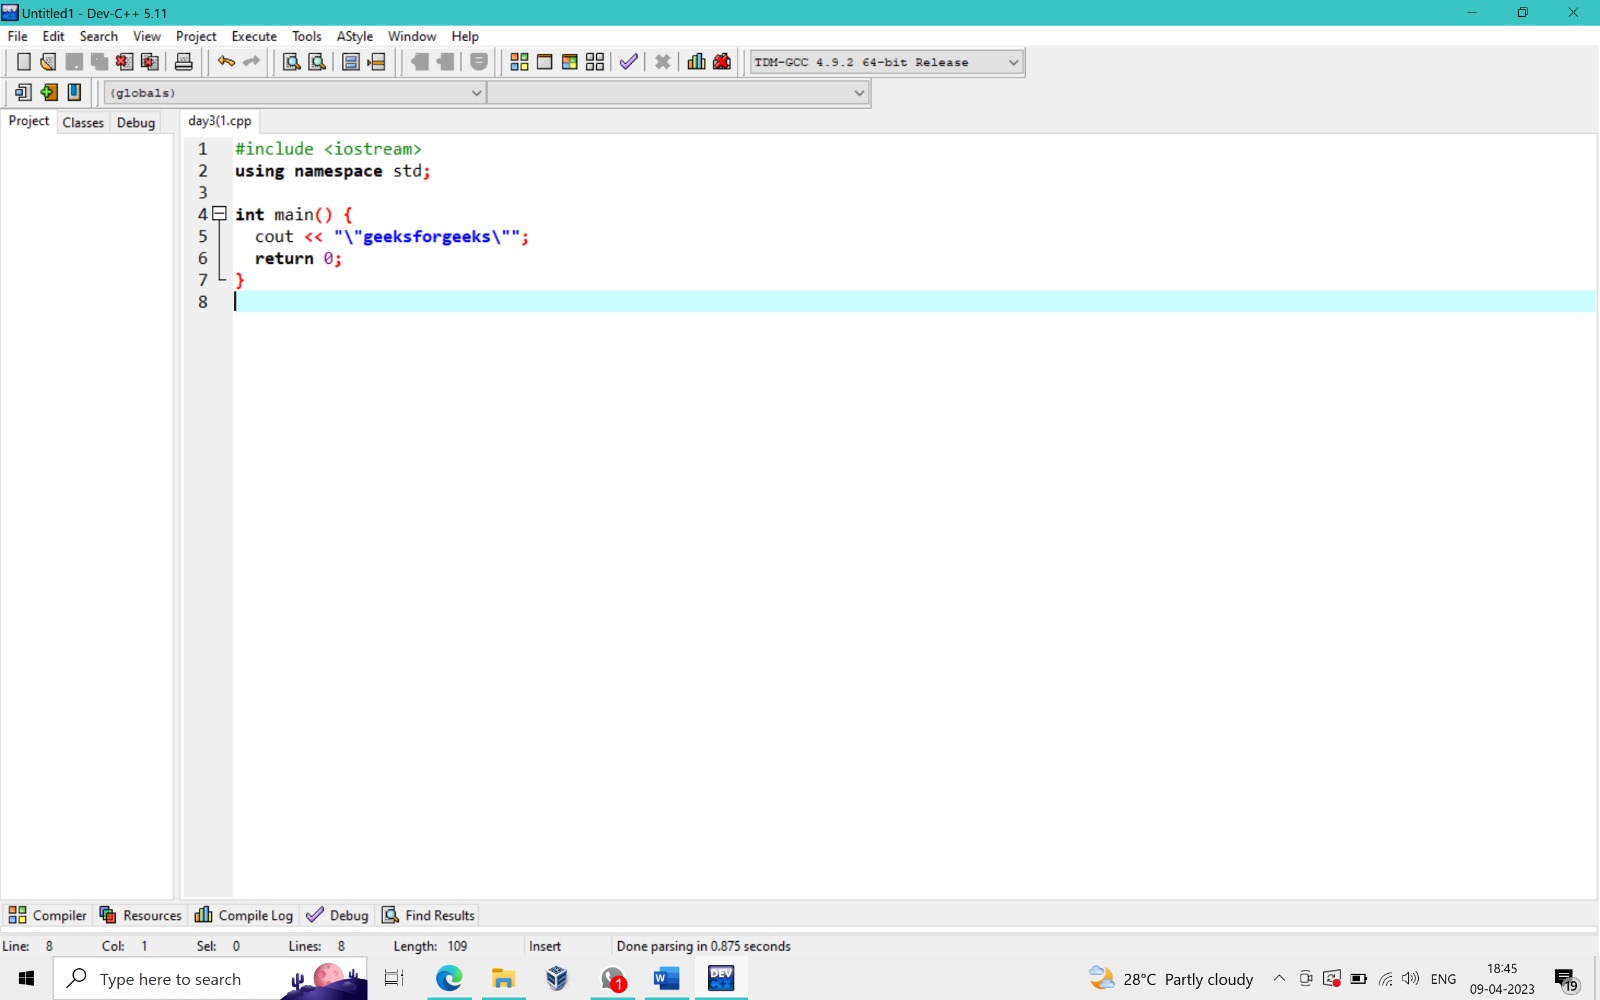 Untitled1 - Dev-C++ 5.11
File Edit Search View Project Execute Tools AStyle Window Help
TDM-GCC 4.9.2 64-bit Release
(globals)
Project Classes Debug day3(1.cpp
1 #include <iostream>
2 using namespace std;
3
4 int main() {
5 cout << "\"geeksforgeeks\"";
6 return 0;
7 }
8
Compiler Resources Compile Log Debug Find Results
Line: 8 Col: 1 Sel: 0 Lines: 8 Length: 109 Insert Done parsing in 0.875 seconds
Type here to search 1 W DEV C++ 28°C Partly cloudy ENG 18:45 19
09-04-2023